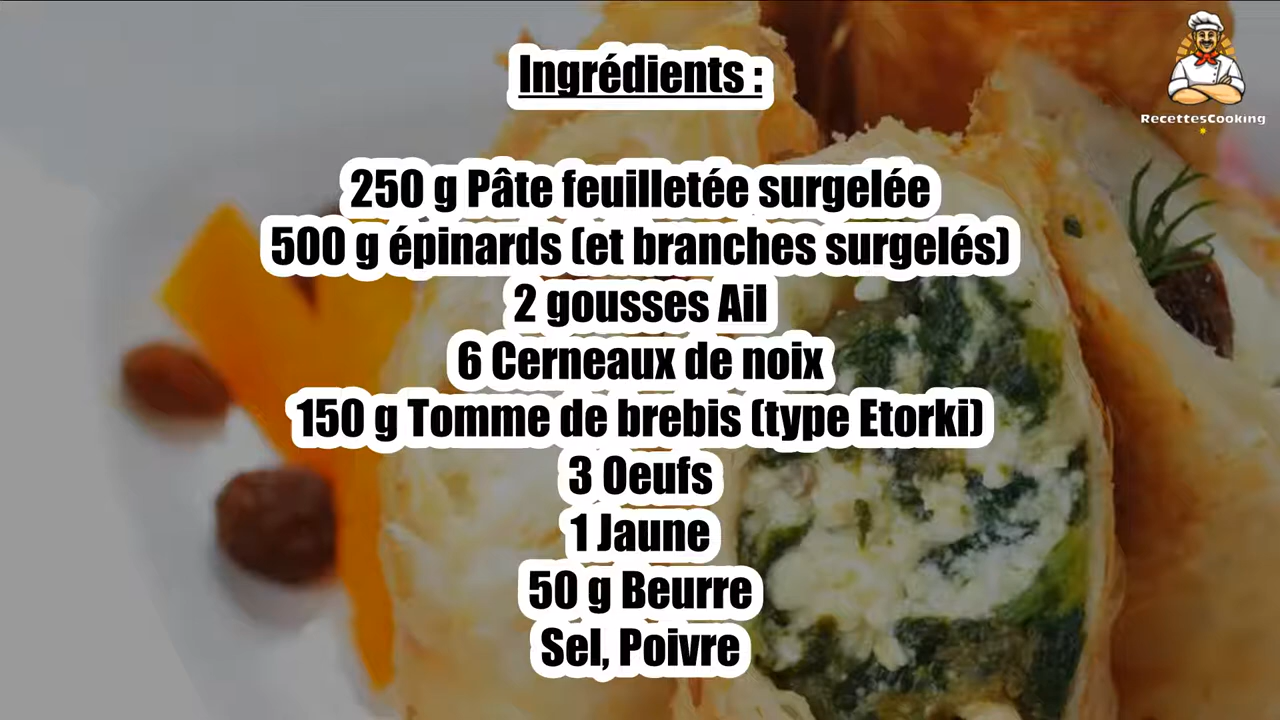 Ingrédients :
RecettesCooking
250 g Pâte feuilletée surgelée
500 g épinards (et branches surgelés)
2 gousses Ail
6 Cerneaux de noix
150 g Tomme de brebis (type Etorki)
3 Oeufs
1 Jaune
50 g Beurre
Sel, Poivre